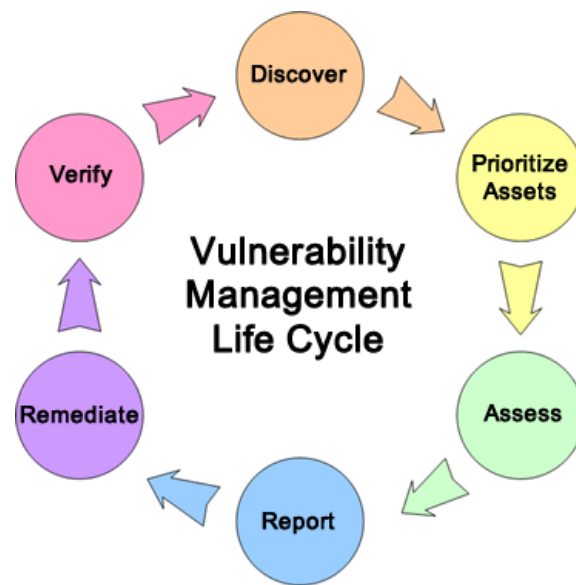 Discover
Prioritize
Assets
Assess
Report
Remediate
Verify
Vulnerability
Management
Life Cycle